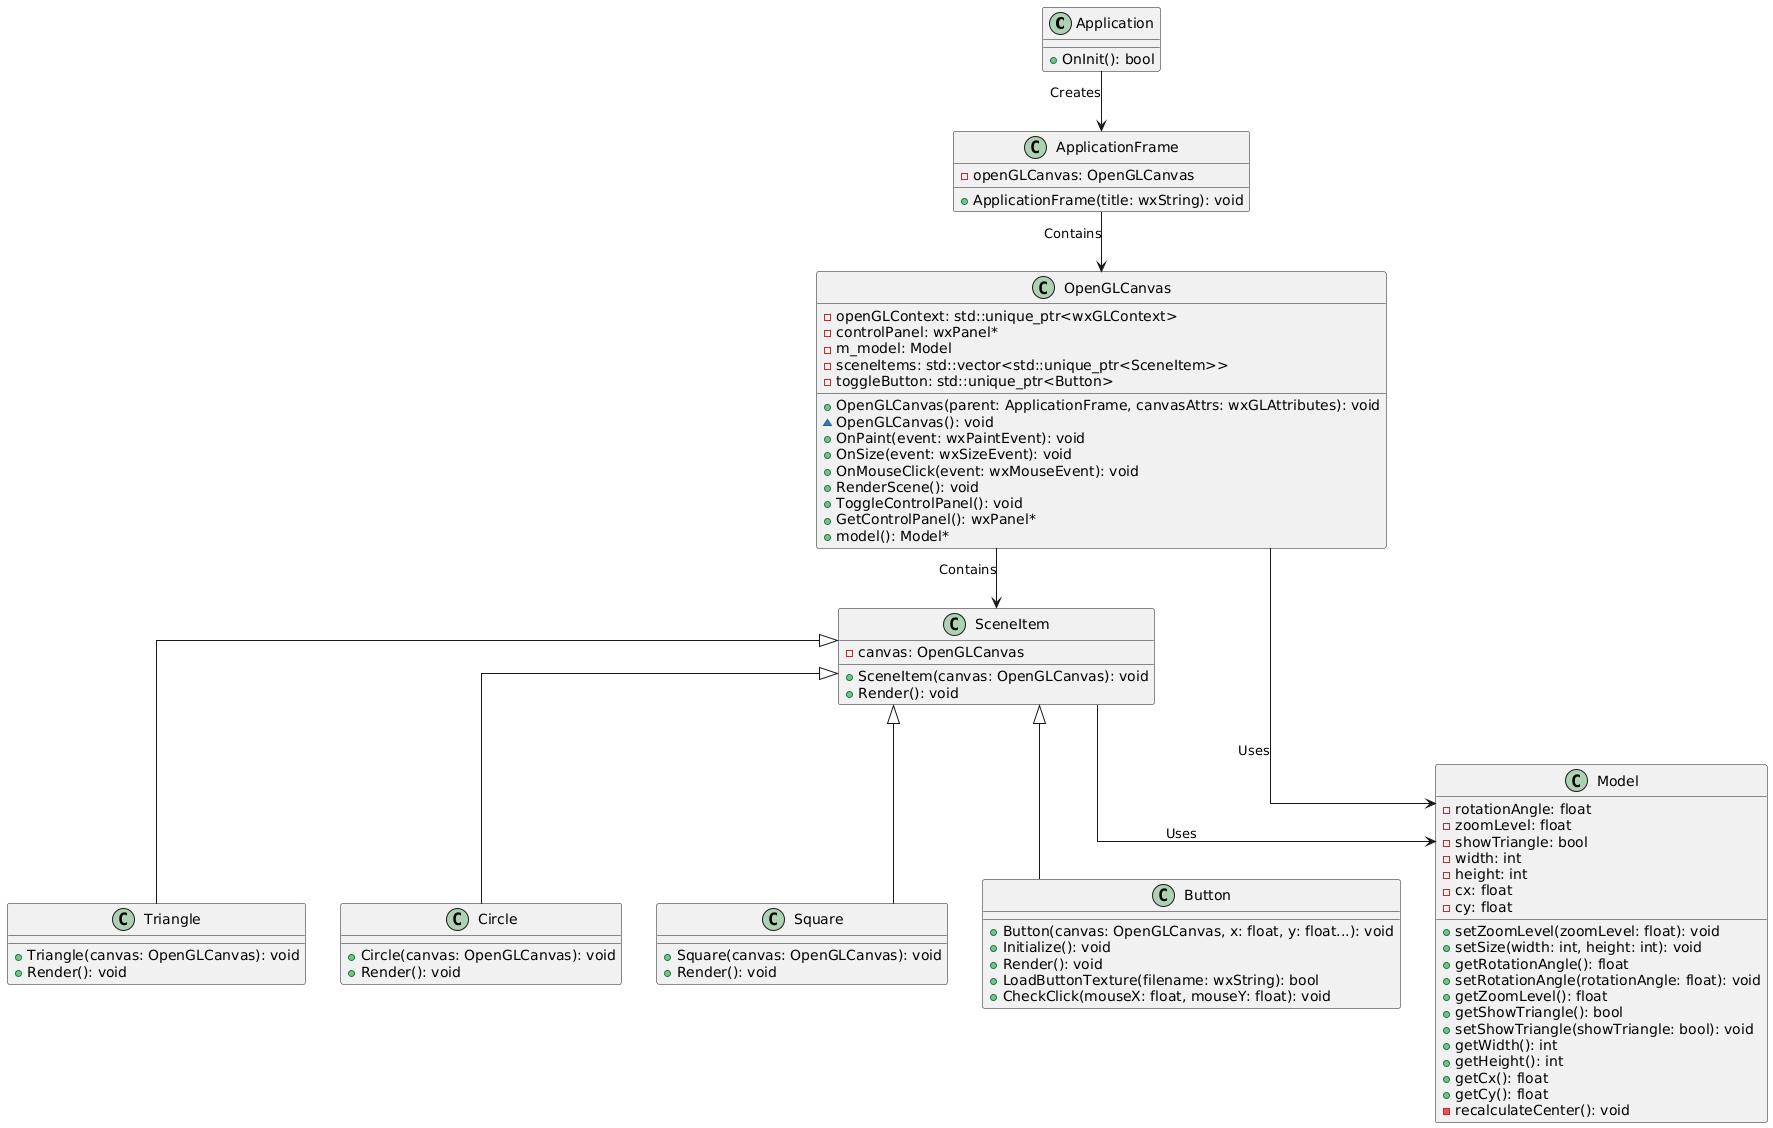 C Application
OnInit(): bool
Creates
C ApplicationFrame
openGLCanvas: OpenGLCanvas
ApplicationFrame(title: wxString): void
Contains
C OpenGLCanvas
openGLContext: std::unique_ptr<wxGLContext>
controlPanel: wxPanel*
m_model: Model
sceneItems: std::vector<std::unique_ptr<SceneItem>>
toggleButton: std::unique_ptr<Button>
OpenGLCanvas(parent: ApplicationFrame, canvasAttrs: wxGLAttributes): void
OpenGLCanvas(): void
OnPaint(event: wxPaintEvent): void
OnSize(event: wxSizeEvent): void
OnMouseClick(event: wxMouseEvent): void
RenderScene(): void
ToggleControlPanel(): void
GetControlPanel(): wxPanel*
model(): Model*
Contains
C SceneItem
canvas: OpenGLCanvas
SceneItem(canvas: OpenGLCanvas): void
Render(): void
Uses
Uses
C Triangle
Triangle(canvas: OpenGLCanvas): void
Render(): void
C Circle
Circle(canvas: OpenGLCanvas): void
Render(): void
C Square
Square(canvas: OpenGLCanvas): void
Render(): void
C Button
Button(canvas: OpenGLCanvas, x: float, y: float...): void
Initialize(): void
Render(): void
LoadButtonTexture(filename: wxString): bool
CheckClick(mouseX: float, mouseY: float): void
C Model
rotationAngle: float
zoomLevel: float
showTriangle: bool
width: int
height: int
cx: float
cy: float
setZoomLevel(zoomLevel: float): void
setSize(width: int, height: int): void
getRotationAngle(): float
setRotationAngle(rotationAngle: float): void
getZoomLevel(): float
getShowTriangle(): bool
setShowTriangle(showTriangle: bool): void
getWidth(): int
getHeight(): int
getCx(): float
getCy(): float
recalculateCenter(): void